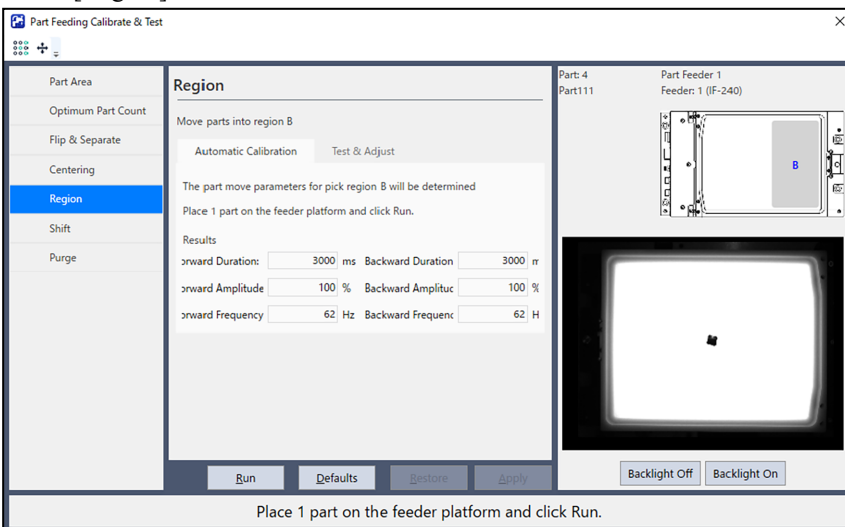 Part Feeding Calibrate & Test
Part Area
Optimum Part Count
Flip & Separate
Centering
Region
Shift
Purge
Region
Move parts into region B
Automatic Calibration Test & Adjust
The part move parameters for pick region B will be determined
Place 1 part on the feeder platform and click Run.
Results
orward Duration: 3000 ms Backward Duration 3000 m
orward Amplitude 100 % Backward Amplituc 100 %
orward Frequency 62 Hz Backward Frequenc 62 H
Run Defaults Restore Apply
Part: 4 Part Feeder 1
Part111 Feeder: 1 (IF-240)
B
Backlight Off Backlight On
Place 1 part on the feeder platform and click Run.